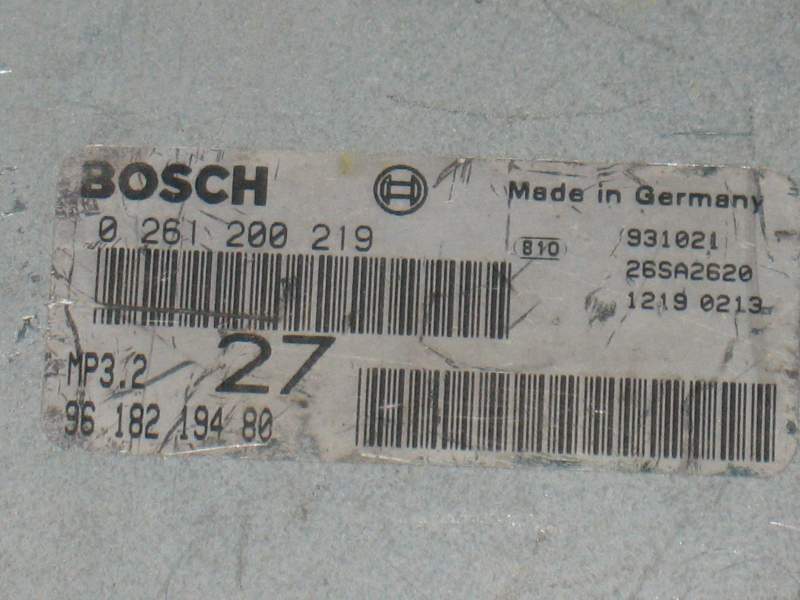 BOSCH
Made in Germany
0 261 200 219
810
931021
26SA2620
1219 0213
27
MP3.2
96 182 194 80